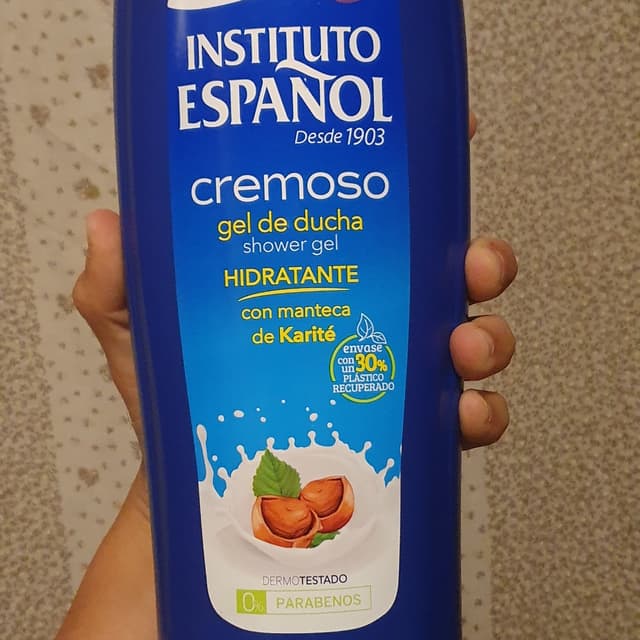 INSTITUTO
ESPAÑOL
Desde 1903
cremoso
gel de ducha
shower gel
HIDRATANTE
con manteca
de Karité
envase
con
un 30%
PLÁSTICO
RECUPERADO
DERMOTESTADO
0% PARABENOS